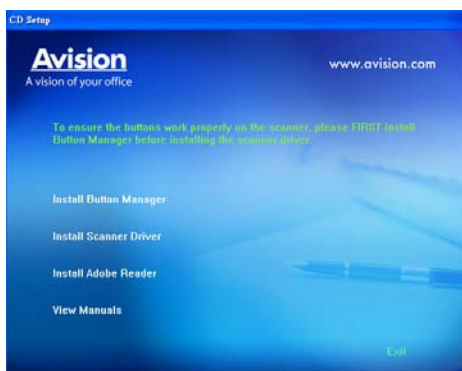 CD Setup
Avision
www.avision.com
A vision of your office
To ensure the buttons work properly on the scanner, please FIRST install
Button Manager before installing the scanner driver.
Install Button Manager
Install Scanner Driver
Install Adobe Reader
View Manuals
Exit